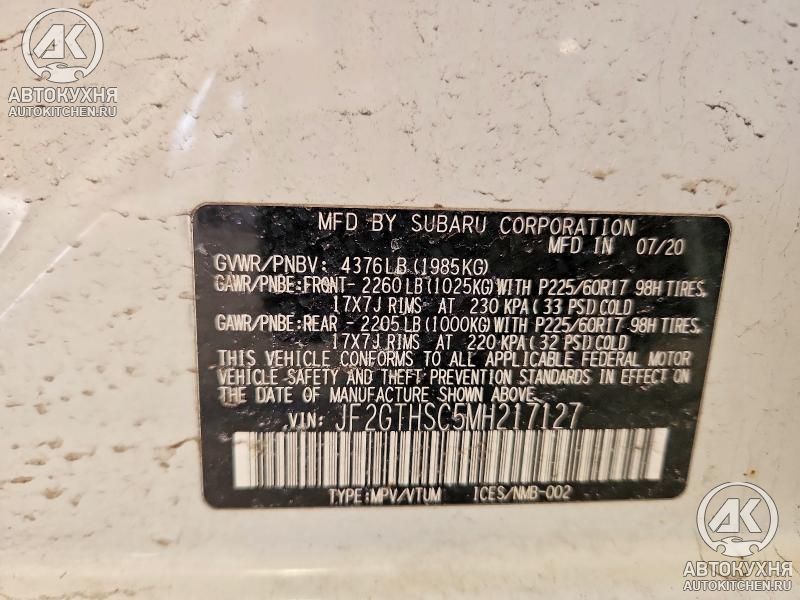 AK
АВТОКУХНЯ
AUTOKITCHEN.RU
MFD BY SUBARU CORPORATION
MFD IN 07/20
GVWR/PNBV: 4376LB(1985KG)
GAWR/PNBE:FRONT- 2260LB(1025KG)WITH P225/60R17 98H TIRES,
17X7J RIMS AT 230 KPA(33 PSI)COLD
GAWR/PNBE:REAR - 2205LB(1000KG)WITH P225/60R17 98H TIRES,
17X7J RIMS AT 220 KPA(32 PSI)COLD
THIS VEHICLE CONFORMS TO ALL APPLICABLE FEDERAL MOTOR
VEHICLE SAFETY AND THEFT PREVENTION STANDARDS IN EFFECT ON
THE DATE OF MANUFACTURE SHOWN ABOVE.
VIN: JF2GTHSC5MH217127
TYPE:MPV/VTUM ICES/NMB-002
AK
АВТОКУХНЯ
AUTOKITCHEN.RU